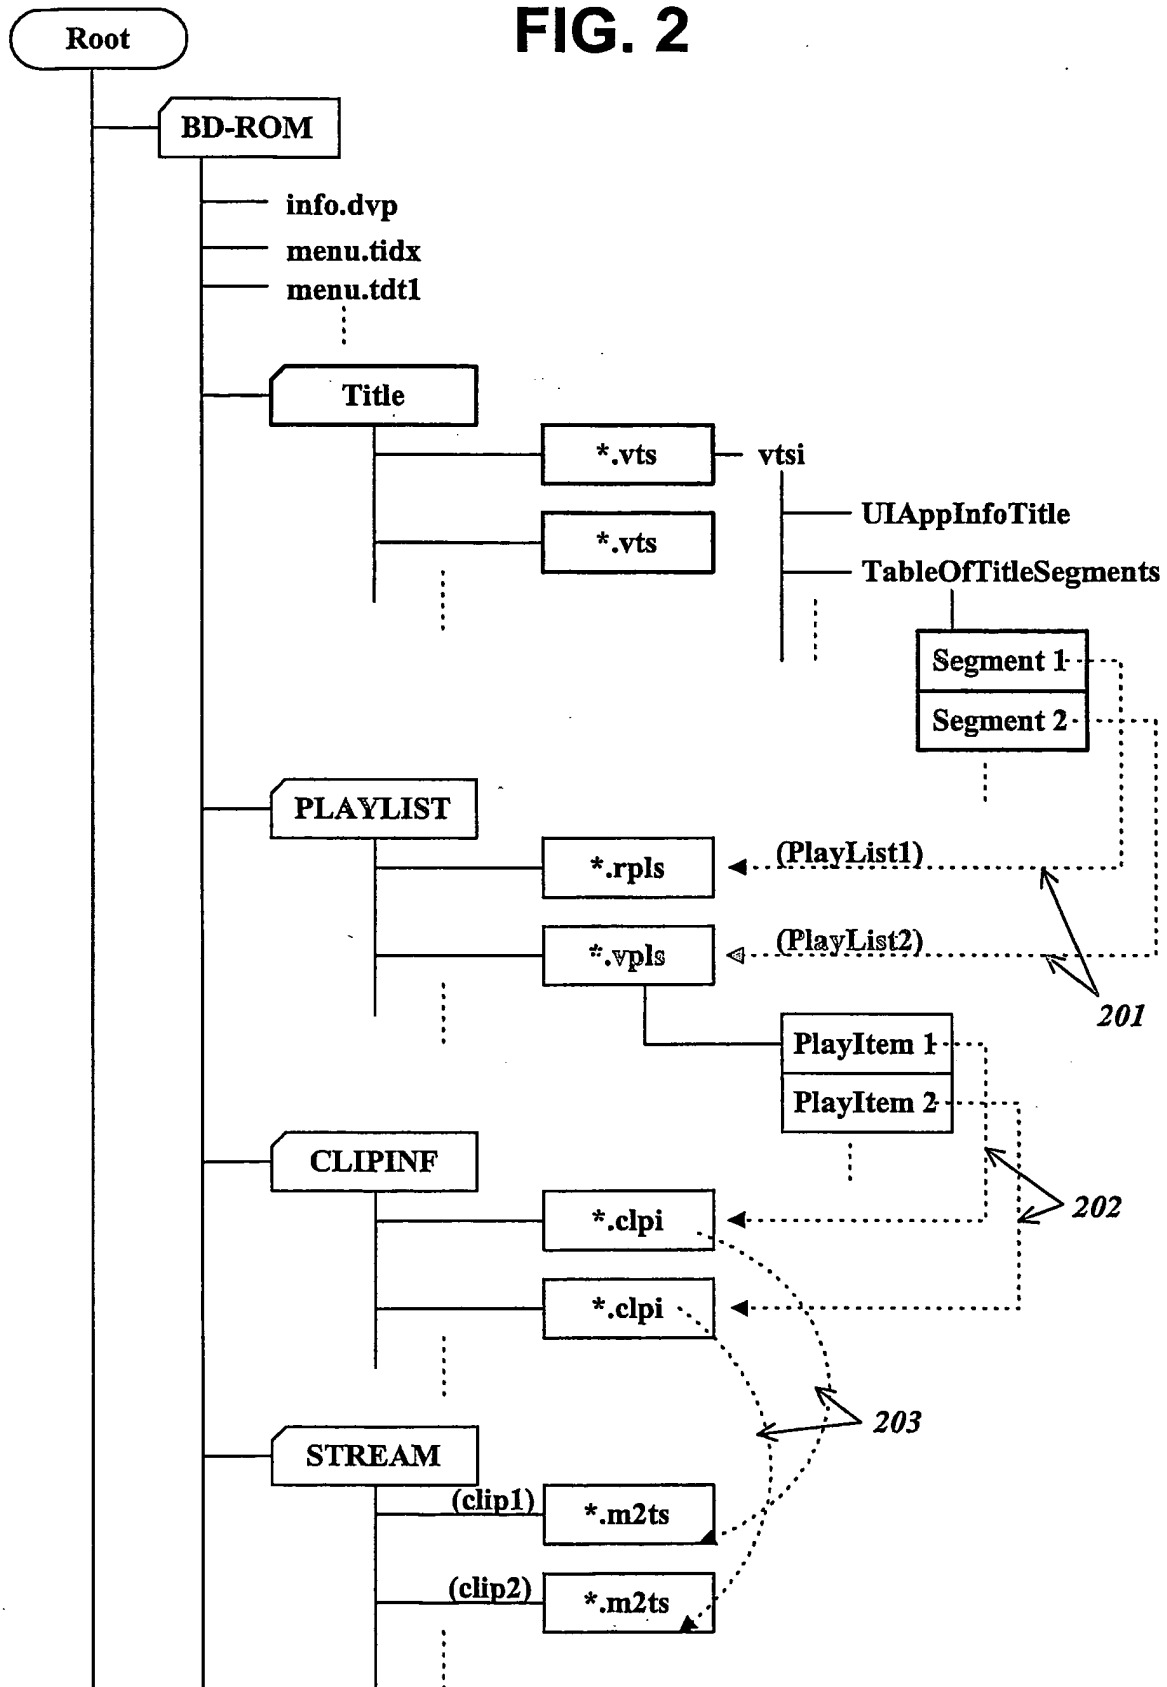 FIG. 2
Root
BD-ROM
info.dvp
menu.tidx
menu.tdt1
Title
*.vts
vtsi
UIAppInfoTitle
*.vts
TableOfTitleSegments
Segment 1
Segment 2
PLAYLIST
*.rpls
(PlayList1)
*.vpls
(PlayList2)
201
PlayItem 1
PlayItem 2
CLIPINF
*.clpi
202
*.clpi
203
STREAM
(clip1)
*.m2ts
(clip2)
*.m2ts